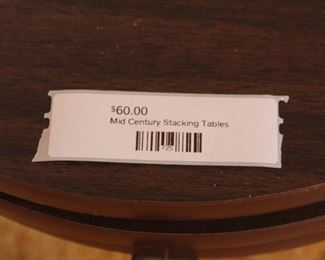 $60.00
Mid Century Stacking Tables